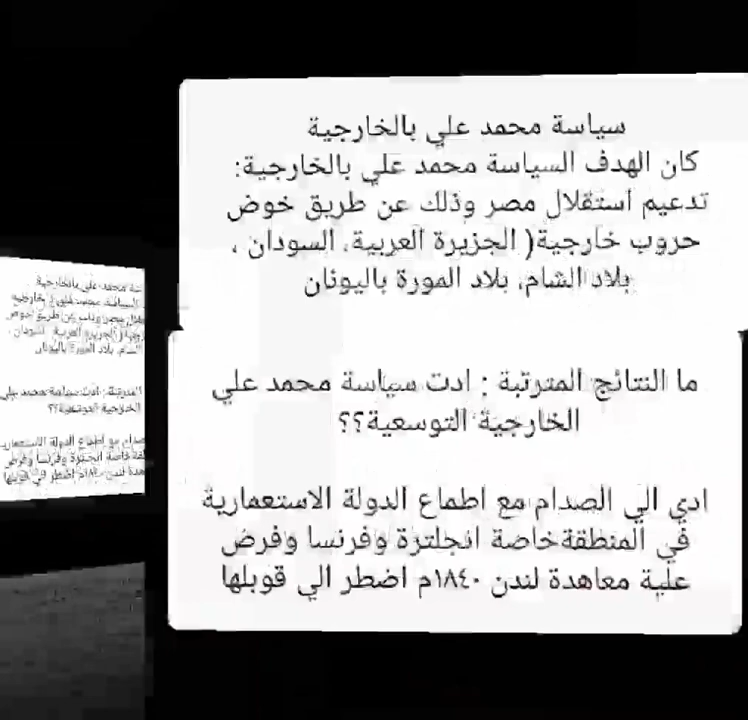 سياسة محمد علي بالخارجية
كان الهدف السياسة محمد علي بالخارجية:
تدعيم استقلال مصر وذلك عن طريق خوض
حروب خارجية( الجزيرة العربية، السودان ،
بلاد الشام، بلاد المورة باليونان
ما النتائج المترتبة : ادت سياسة محمد علي
الخارجية التوسعية؟؟
ادي الي الصدام مع اطماع الدولة الاستعمارية
في المنطقةخاصة انجلترة وفرنسا وفرض
علية معاهدة لندن ١٨٤٠م اضطر الي قوبلها